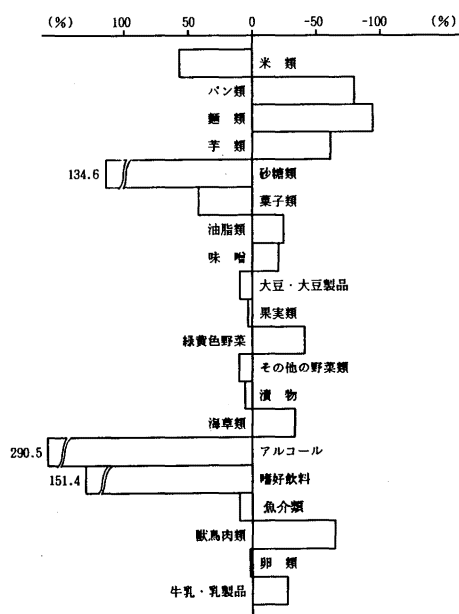 (%) 100 50 0 -50 -100 (%)
米 類
パン類
麺 類
芋 類
134.6 砂糖類
菓子類
油脂類
味 噌
大豆・大豆製品
果実類
緑黄色野菜
その他の野菜類
漬 物
海草類
290.5 アルコール
151.4 嗜好飲料
魚介類
獣鳥肉類
卵 類
牛乳・乳製品